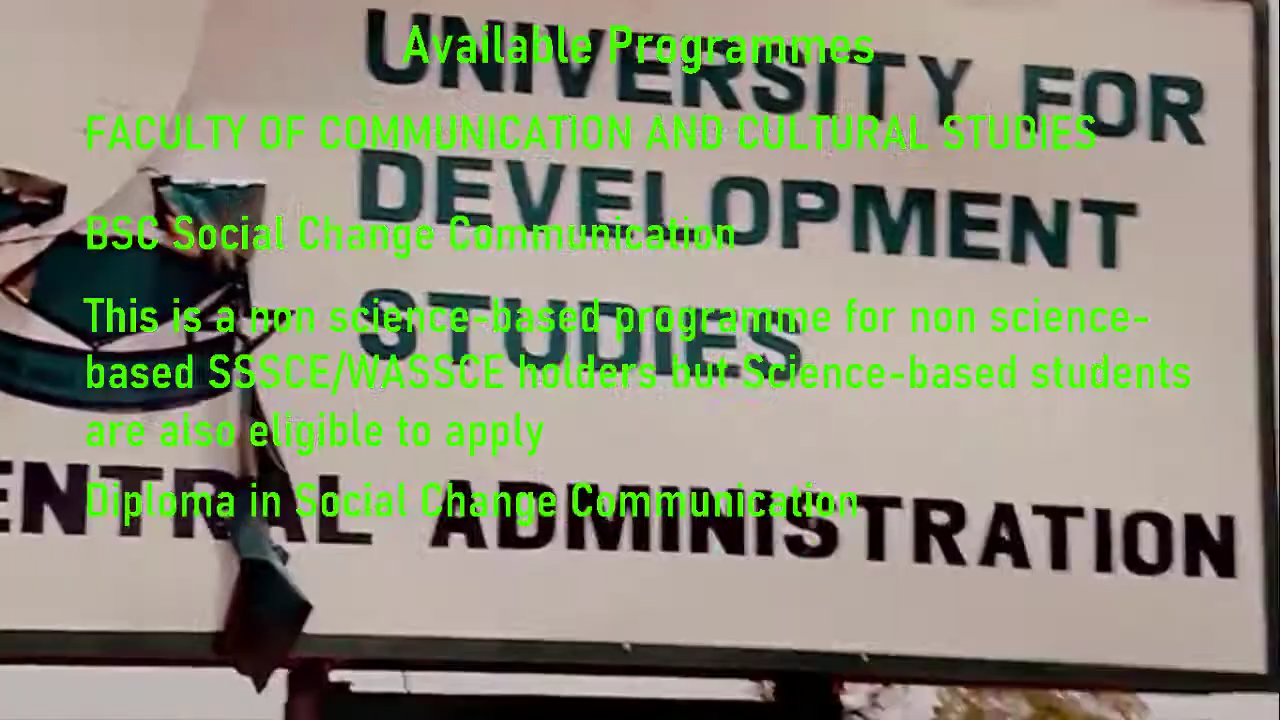 Available Programmes
UNIVERSITY FOR
FACULTY OF COMMUNICATION AND CULTURAL STUDIES
DEVELOPMENT
BSC Social Change Communication
STUDIES
This is a non science-based programme for non science-
based SSSCE/WASSCE holders but Science-based students
are also eligible to apply
ENTRAL ADMINISTRATION
Diploma in Social Change Communication